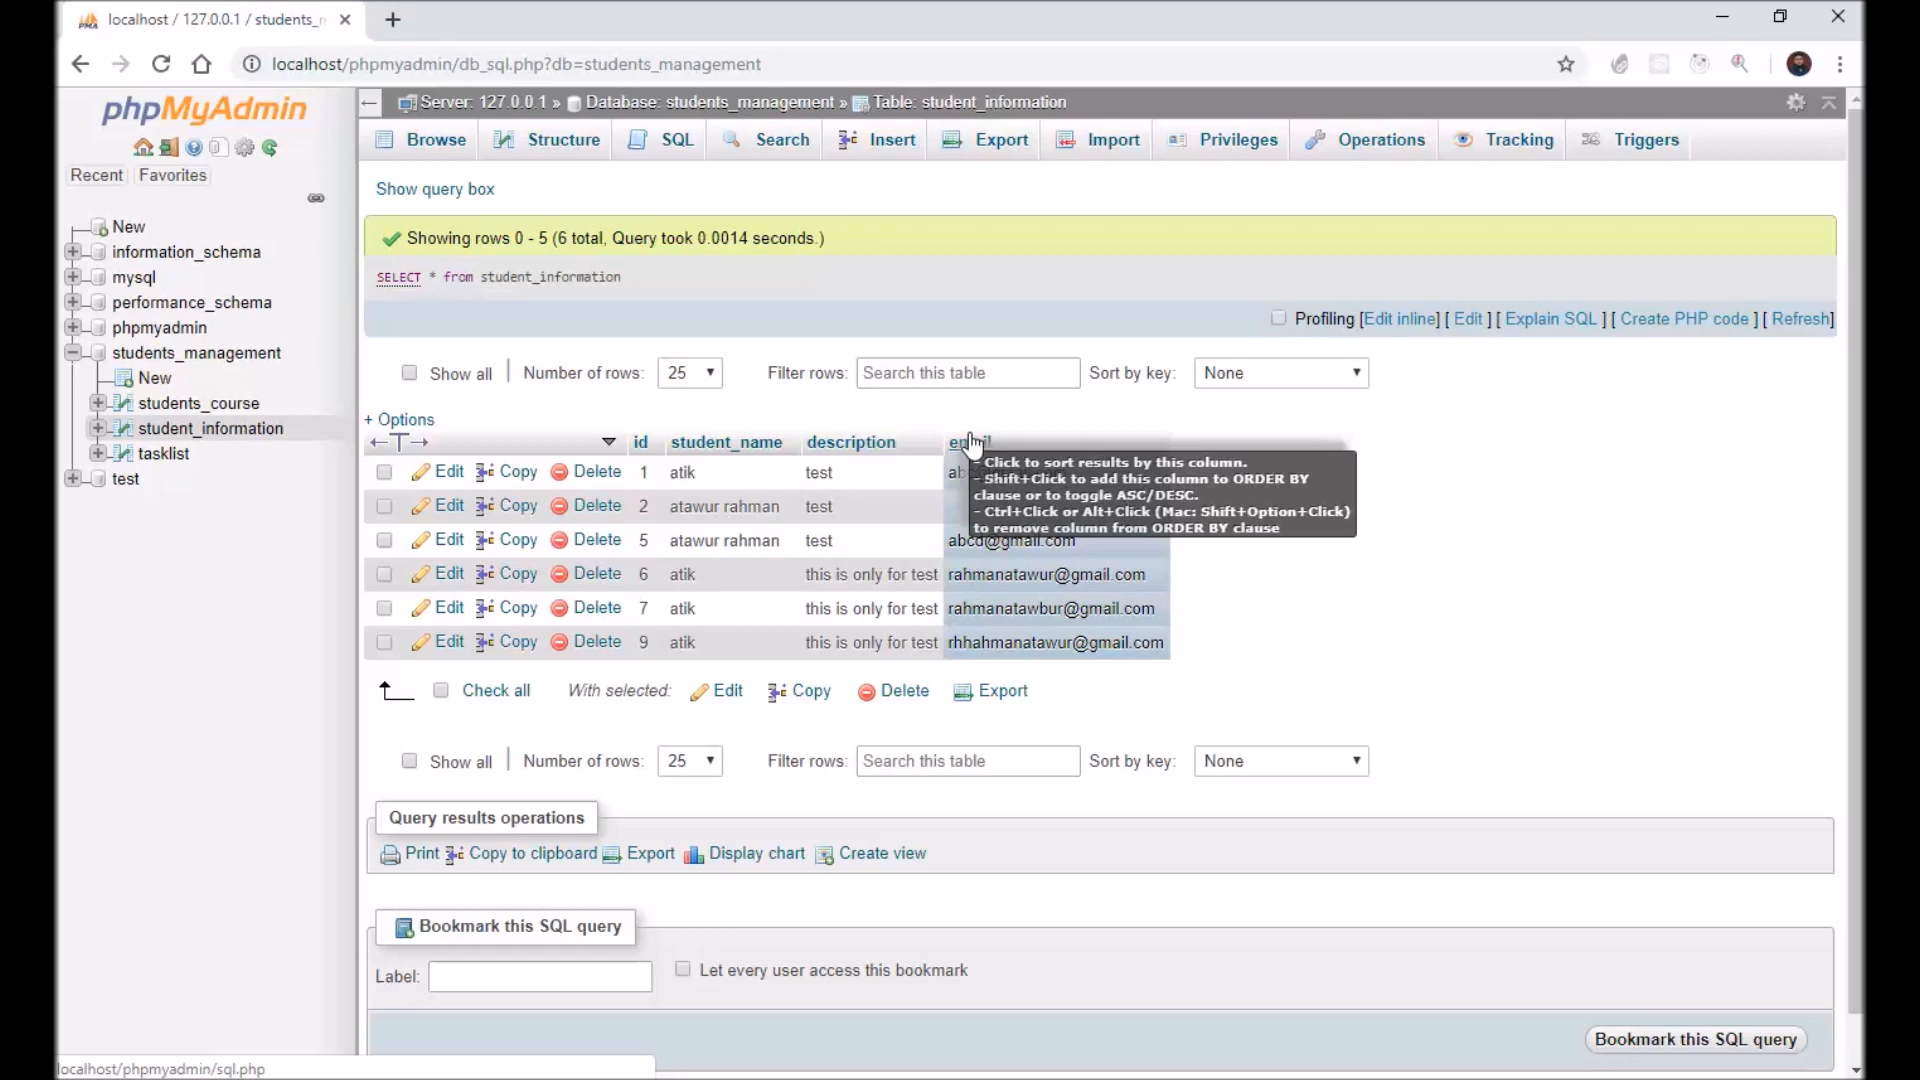 localhost / 127.0.0.1 / students_
localhost/phpmyadmin/db_sql.php?db=students_management
phpMyAdmin
Recent Favorites
New
information_schema
mysql
performance_schema
phpmyadmin
students_management
New
students_course
student_information
tasklist
test
Server: 127.0.0.1 » Database: students_management » Table: student_information
Browse Structure SQL Search Insert Export Import Privileges Operations Tracking Triggers
Show query box
Showing rows 0 - 5 (6 total, Query took 0.0014 seconds.)
SELECT * from student_information
Profiling [Edit inline] [ Edit ] [ Explain SQL ] [ Create PHP code ] [ Refresh]
Show all Number of rows: 25 Filter rows: Search this table Sort by key: None
+ Options
id student_name description
Edit Copy Delete 1 atik test
Edit Copy Delete 2 atawur rahman test
Edit Copy Delete 5 atawur rahman test abcd@gmail.com
Edit Copy Delete 6 atik this is only for test rahmanatawur@gmail.com
Edit Copy Delete 7 atik this is only for test rahmanatawbur@gmail.com
Edit Copy Delete 9 atik this is only for test rhhahmanatawur@gmail.com
- Click to sort results by this column.
- Shift+Click to add this column to ORDER BY
clause or to toggle ASC/DESC.
- Ctrl+Click or Alt+Click (Mac: Shift+Option+Click)
to remove column from ORDER BY clause
Check all With selected: Edit Copy Delete Export
Show all Number of rows: 25 Filter rows: Search this table Sort by key: None
Query results operations
Print Copy to clipboard Export Display chart Create view
Bookmark this SQL query
Label: Let every user access this bookmark
Bookmark this SQL query
localhost/phpmyadmin/sql.php